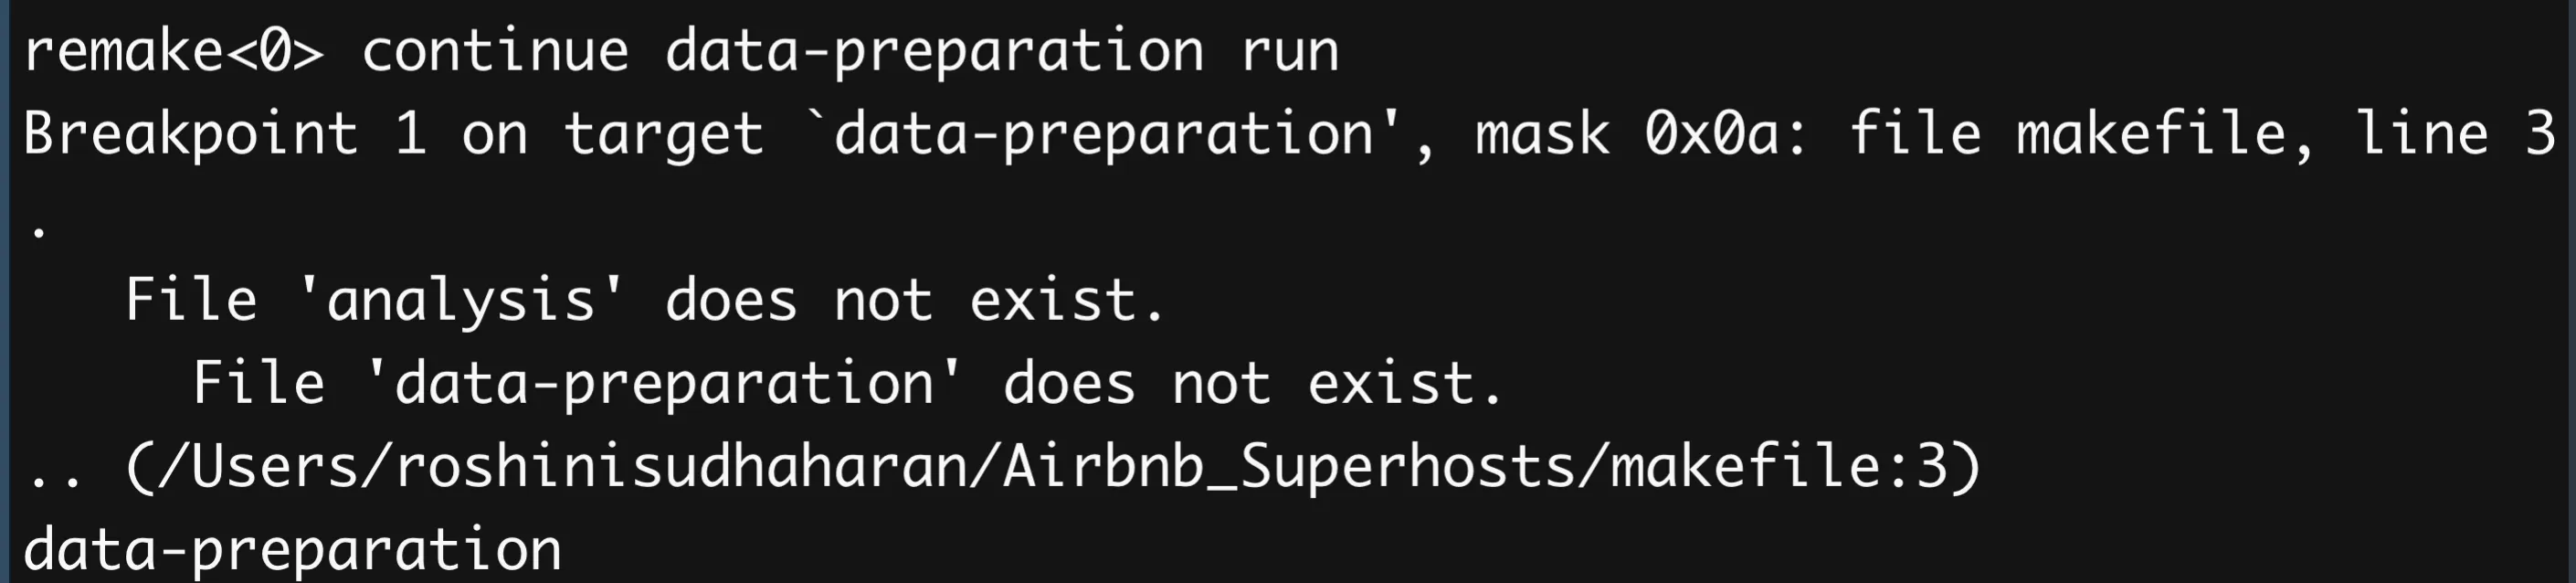 remake<0> continue data-preparation run
Breakpoint 1 on target `data-preparation', mask 0x0a: file makefile, line 3
.
   File 'analysis' does not exist.
     File 'data-preparation' does not exist.
.. (/Users/roshinisudhaharan/Airbnb_Superhosts/makefile:3)
data-preparation